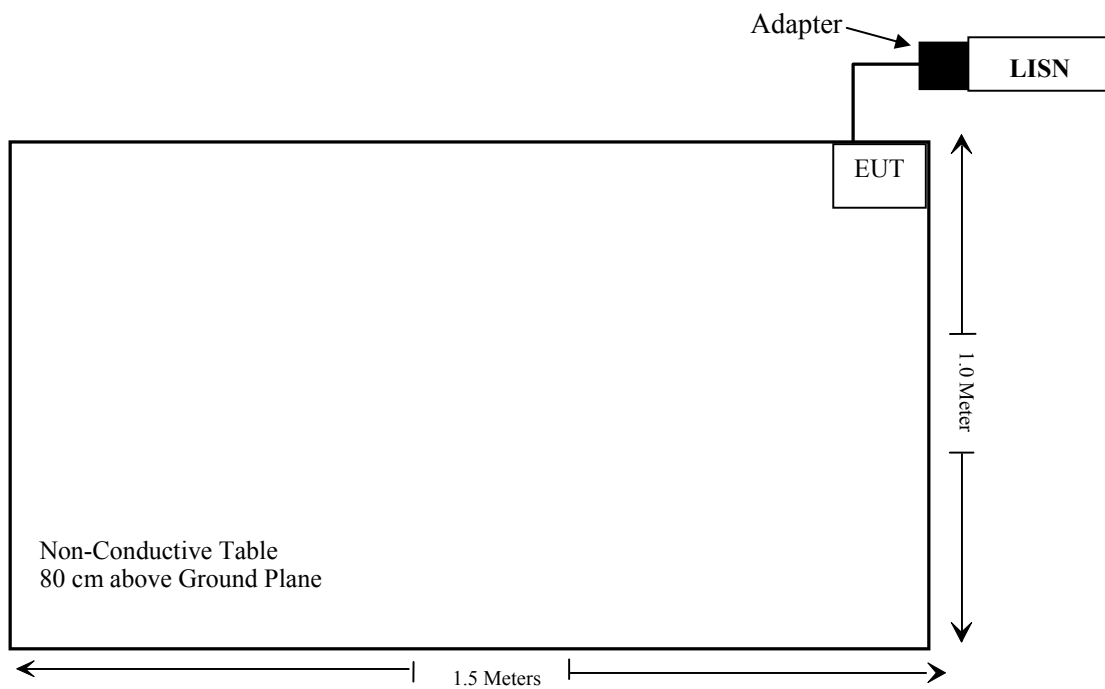 Adapter
LISN
EUT
1.0 Meter
Non-Conductive Table
80 cm above Ground Plane
1.5 Meters